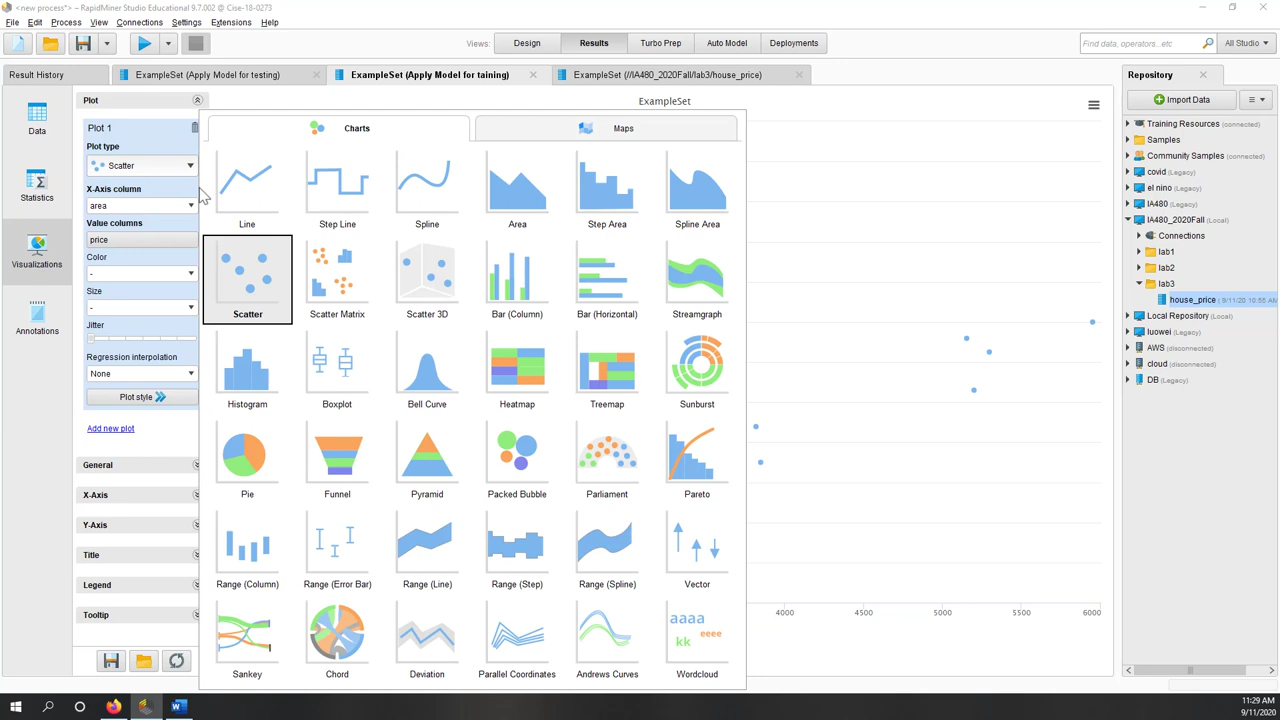 <new process*> – RapidMiner Studio Educational 9.7.002 @ Cise-18-0273
File Edit Process View Connections Settings Extensions Help
Views: Design Results Turbo Prep Auto Model Deployments
Find data, operators...etc All Studio
Result History ExampleSet (Apply Model for testing) ExampleSet (Apply Model for taining) ExampleSet (//IA480_2020Fall/lab3/house_price)
Data
Statistics
Visualizations
Annotations
Plot
Plot 1
Plot type
Scatter
X-Axis column
area
Value columns
price
Color
-
Size
-
Jitter
Regression interpolation
None
Plot style
Add new plot
General
X-Axis
Y-Axis
Title
Legend
Tooltip
ExampleSet
Charts Maps
Line Step Line Spline Area Step Area Spline Area
Scatter Scatter Matrix Scatter 3D Bar (Column) Bar (Horizontal) Streamgraph
Histogram Boxplot Bell Curve Heatmap Treemap Sunburst
Pie Funnel Pyramid Packed Bubble Parliament Pareto
Range (Column) Range (Error Bar) Range (Line) Range (Step) Range (Spline) Vector
aaaa
kk eeee
Sankey Chord Deviation Parallel Coordinates Andrews Curves Wordcloud
4000 4500 5000 5500 6000
Repository
Import Data
Training Resources (connected)
Samples
Community Samples (connected)
covid (Legacy)
el nino (Legacy)
IA480 (Legacy)
IA480_2020Fall (Local)
Connections
lab1
lab2
lab3
house_price (9/11/20 10:55 AM
Local Repository (Local)
luowei (Legacy)
AWS (disconnected)
cloud (disconnected)
DB (Legacy)
11:29 AM
9/11/2020